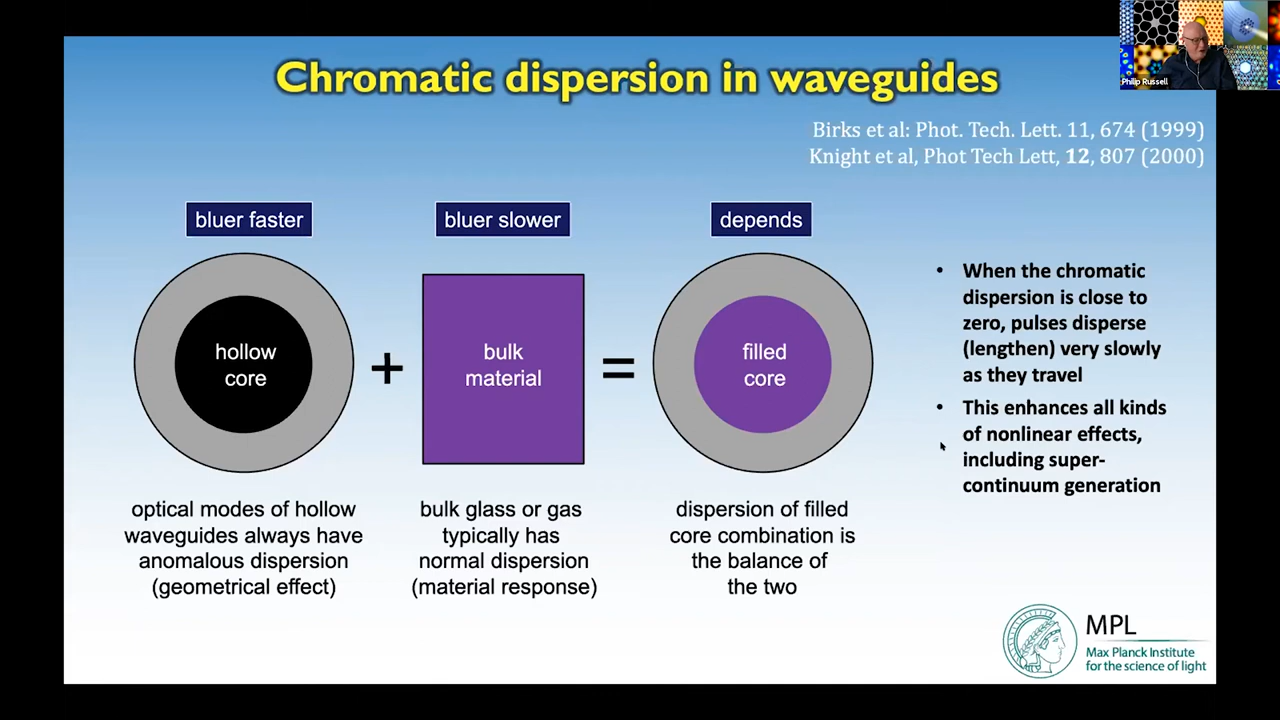 Philip Russell
Chromatic dispersion in waveguides
Birks et al: Phot. Tech. Lett. 11, 674 (1999)
Knight et al, Phot Tech Lett, 12, 807 (2000)
bluer faster
bluer slower
depends
hollow
core
+
bulk
material
=
filled
core
optical modes of hollow
waveguides always have
anomalous dispersion
(geometrical effect)
bulk glass or gas
typically has
normal dispersion
(material response)
dispersion of filled
core combination is
the balance of
the two
• When the chromatic
dispersion is close to
zero, pulses disperse
(lengthen) very slowly
as they travel
• This enhances all kinds
of nonlinear effects,
including super-
continuum generation
MPL
Max Planck Institute
for the science of light